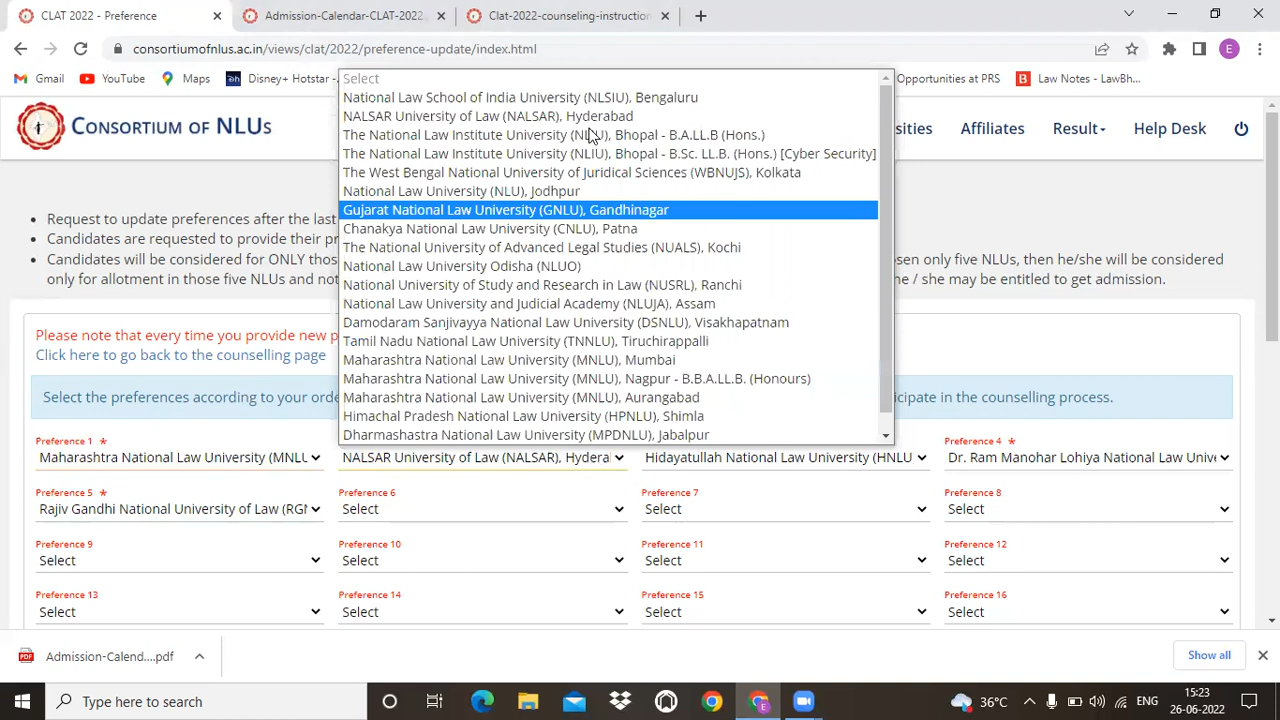 CLAT 2022 - Preference
Admission-Calendar-CLAT-2022
Clat-2022-counseling-instruction
consortiumofnlus.ac.in/views/clat/2022/preference-update/index.html
E
Gmail
YouTube
Maps
Disney+ Hotstar -
Opportunities at PRS
Law Notes - LawBh...
CONSORTIUM OF NLUS
sities
Affiliates
Result
Help Desk
Select
National Law School of India University (NLSIU), Bengaluru
NALSAR University of Law (NALSAR), Hyderabad
The National Law Institute University (NLIU), Bhopal - B.A.LL.B (Hons.)
The National Law Institute University (NLIU), Bhopal - B.Sc. LL.B. (Hons.) [Cyber Security]
The West Bengal National University of Juridical Sciences (WBNUJS), Kolkata
National Law University (NLU), Jodhpur
Gujarat National Law University (GNLU), Gandhinagar
Chanakya National Law University (CNLU), Patna
The National University of Advanced Legal Studies (NUALS), Kochi
National Law University Odisha (NLUO)
National University of Study and Research in Law (NUSRL), Ranchi
National Law University and Judicial Academy (NLUJA), Assam
Damodaram Sanjivayya National Law University (DSNLU), Visakhapatnam
Tamil Nadu National Law University (TNNLU), Tiruchirappalli
Maharashtra National Law University (MNLU), Mumbai
Maharashtra National Law University (MNLU), Nagpur - B.B.A.LL.B. (Honours)
Maharashtra National Law University (MNLU), Aurangabad
Himachal Pradesh National Law University (HPNLU), Shimla
Dharmashastra National Law University (MPDNLU), Jabalpur
Request to update preferences after the last
Candidates are requested to provide their pr
Candidates will be considered for ONLY thos
osen only five NLUs, then he/she will be considered
only for allotment in those five NLUs and not
he / she may be entitled to get admission.
Please note that every time you provide new p
Click here to go back to the counselling page
Select the preferences according to your orde
icipate in the counselling process.
Preference 1 *
Preference 4 *
Maharashtra National Law University (MNLU
NALSAR University of Law (NALSAR), Hyderal
Hidayatullah National Law University (HNLU
Dr. Ram Manohar Lohiya National Law Unive
Preference 5 *
Preference 6
Preference 7
Preference 8
Rajiv Gandhi National University of Law (RGN
Select
Select
Select
Preference 9
Preference 10
Preference 11
Preference 12
Select
Select
Select
Select
Preference 13
Preference 14
Preference 15
Preference 16
Select
Select
Select
Select
Admission-Calend....pdf
Show all
Type here to search
36°C
ENG
15:23
26-06-2022